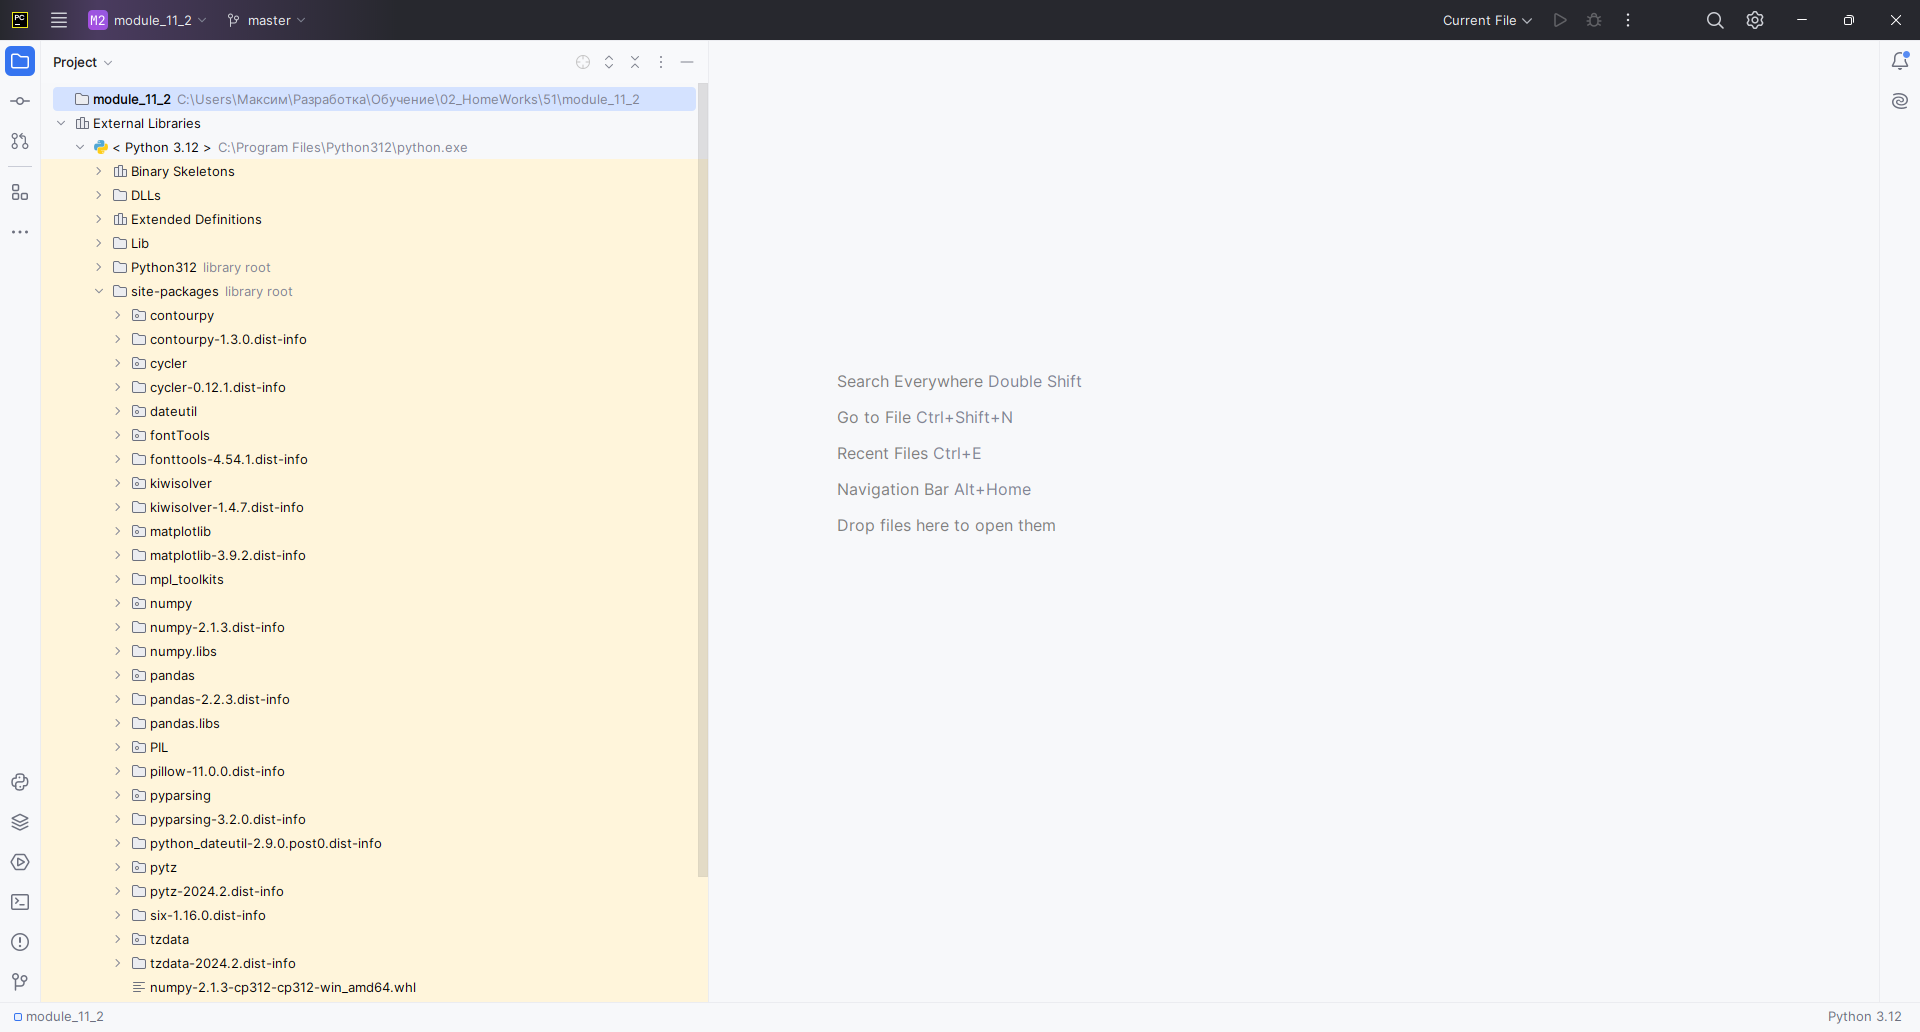 PC M2 module_11_2 master Current File
Project
module_11_2 C:\Users\Максим\Разработка\Обучение\02_HomeWorks\51\module_11_2
External Libraries
< Python 3.12 > C:\Program Files\Python312\python.exe
Binary Skeletons
DLLs
Extended Definitions
Lib
Python312 library root
site-packages library root
contourpy
contourpy-1.3.0.dist-info
cycler
cycler-0.12.1.dist-info
dateutil
fontTools
fonttools-4.54.1.dist-info
kiwisolver
kiwisolver-1.4.7.dist-info
matplotlib
matplotlib-3.9.2.dist-info
mpl_toolkits
numpy
numpy-2.1.3.dist-info
numpy.libs
pandas
pandas-2.2.3.dist-info
pandas.libs
PIL
pillow-11.0.0.dist-info
pyparsing
pyparsing-3.2.0.dist-info
python_dateutil-2.9.0.post0.dist-info
pytz
pytz-2024.2.dist-info
six-1.16.0.dist-info
tzdata
tzdata-2024.2.dist-info
numpy-2.1.3-cp312-cp312-win_amd64.whl
Search Everywhere Double Shift
Go to File Ctrl+Shift+N
Recent Files Ctrl+E
Navigation Bar Alt+Home
Drop files here to open them
module_11_2 Python 3.12